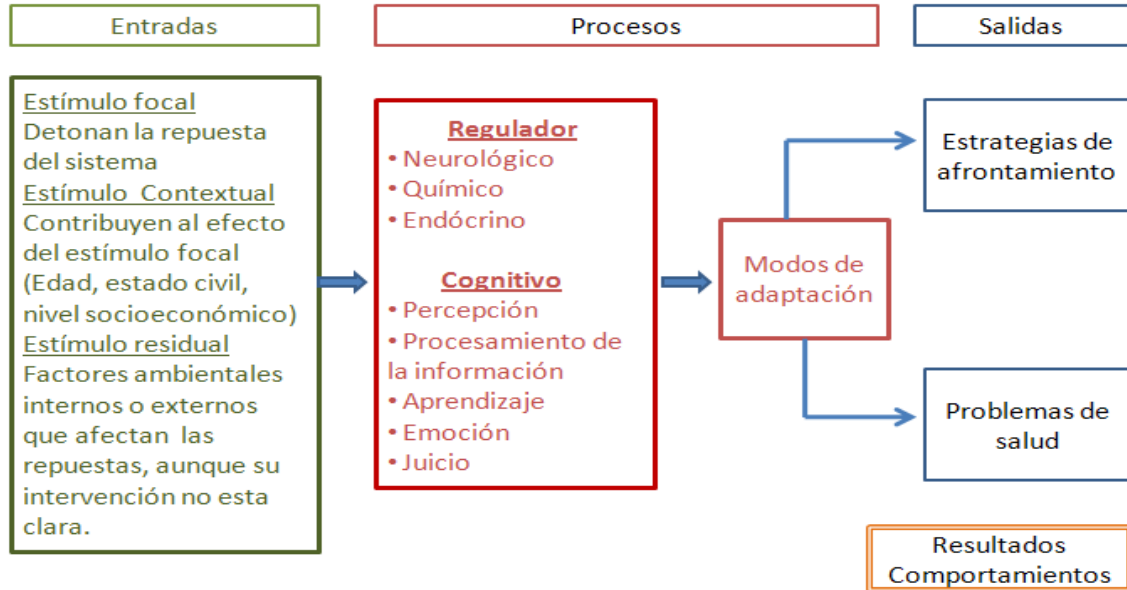 Entradas
Procesos
Salidas
Estímulo focal
Detonan la repuesta
del sistema
Estímulo Contextual
Contribuyen al efecto
del estímulo focal
(Edad, estado civil,
nivel socioeconómico)
Estímulo residual
Factores ambientales
internos o externos
que afectan las
repuestas, aunque su
intervención no esta
clara.
Regulador
• Neurológico
• Químico
• Endócrino
Cognitivo
• Percepción
• Procesamiento de
la información
• Aprendizaje
• Emoción
• Juicio
Modos de
adaptación
Estrategias de
afrontamiento
Problemas de
salud
Resultados
Comportamientos